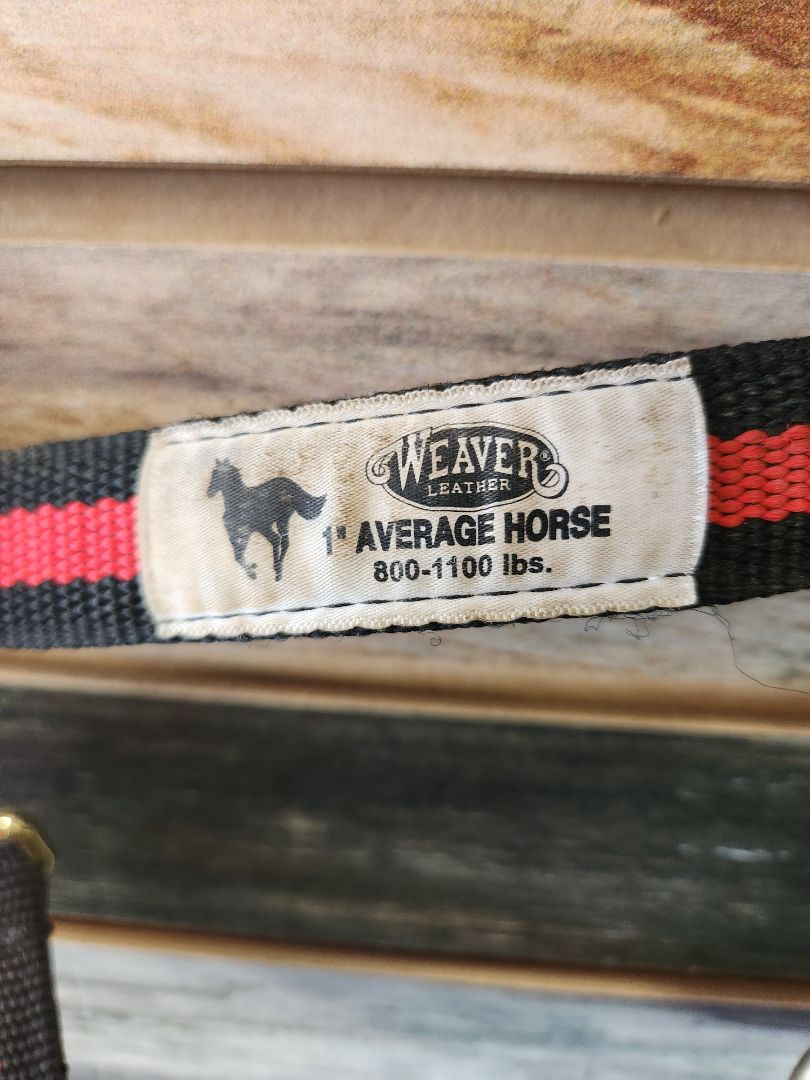 WEAVER®
LEATHER
1" AVERAGE HORSE
800-1100 lbs.